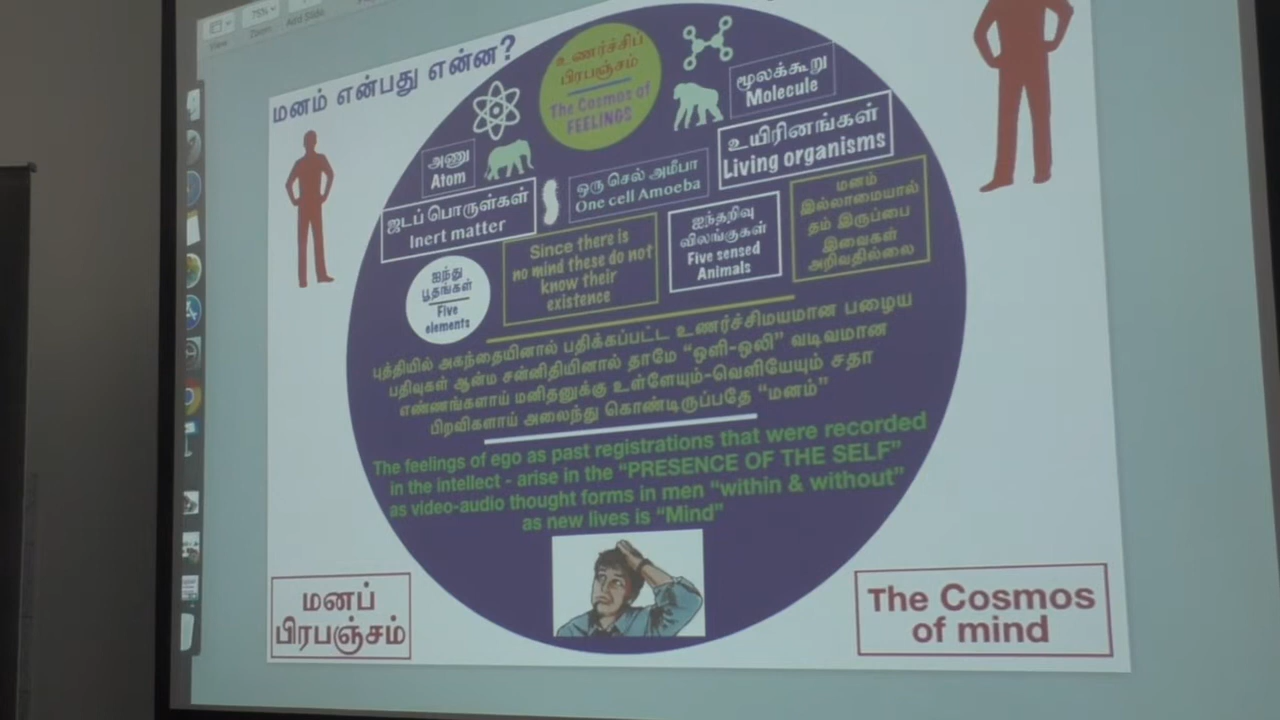 View
75%
Zoom
Add Slide
மனம் என்பது என்ன?
உணர்ச்சிப்
பிரபஞ்சம்
The Cosmos of
FEELINGS
மூலக்கூறு
Molecule
அணு
Atom
உயிரினங்கள்
Living organisms
ஒரு செல் அமீபா
One cell Amoeba
ஜடப் பொருள்கள்
Inert matter
ஐந்து
பூதங்கள்
Five
elements
Since there is
no mind these do not
know their
existence
ஐந்தறிவு
விலங்குகள்
Five sensed
Animals
மனம்
இல்லாமையால்
தம் இருப்பை
இவைகள்
அறிவதில்லை
புத்தியில் அகந்தையினால் பதிக்கப்பட்ட உணர்ச்சிமயமான பழைய
பதிவுகள் ஆன்ம சன்னிதியினால் தாமே "ஒளி-ஒலி" வடிவமான
எண்ணங்களாய் மனிதனுக்கு உள்ளேயும்-வெளியேயும் சதா
பிறவிகளாய் அலைந்து கொண்டிருப்பதே "மனம்"
The feelings of ego as past registrations that were recorded
in the intellect - arise in the "PRESENCE OF THE SELF"
as video-audio thought forms in men "within & without"
as new lives is "Mind"
மனப்
பிரபஞ்சம்
The Cosmos
of mind